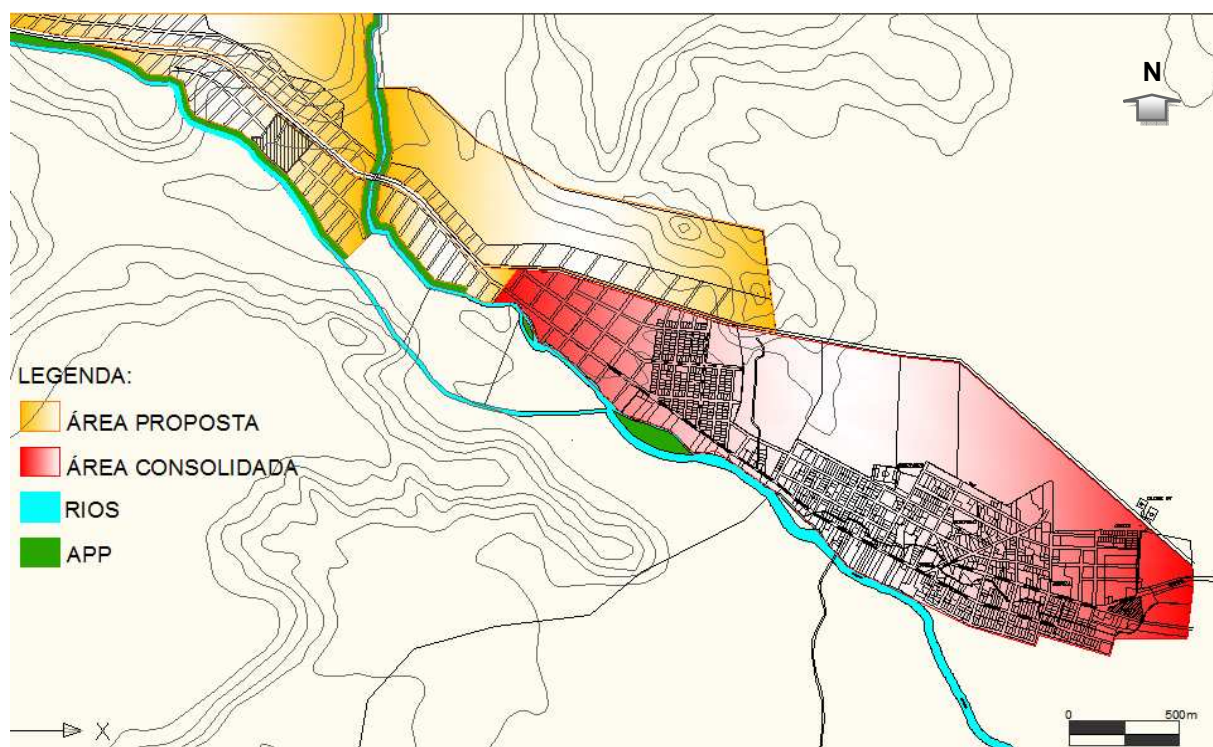 N
LEGENDA:
ÁREA PROPOSTA
ÁREA CONSOLIDADA
RIOS
APP
X
0 500m